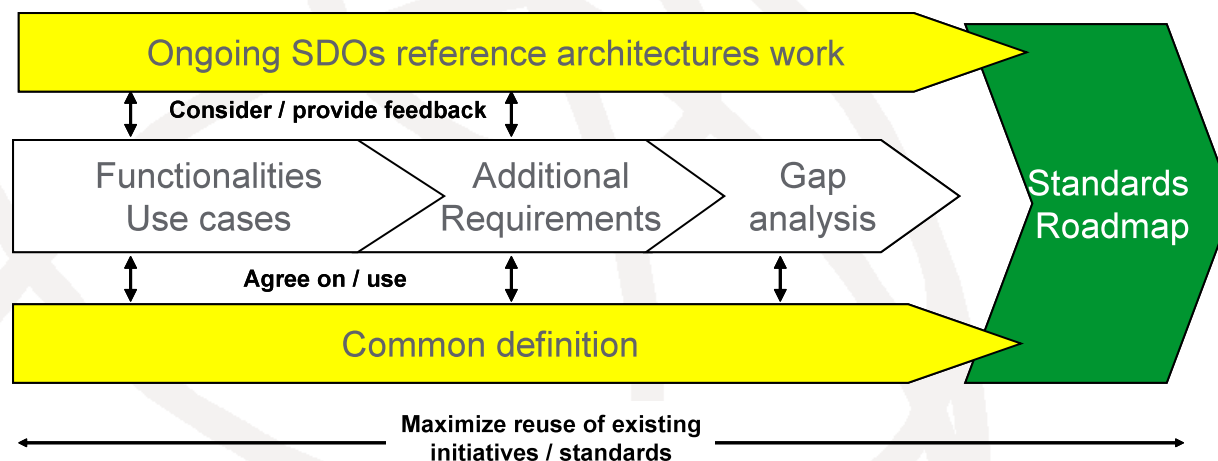 Ongoing SDOs reference architectures work
Consider / provide feedback
Functionalities
Use cases
Additional
Requirements
Gap
analysis
Standards
Roadmap
Agree on / use
Common definition
Maximize reuse of existing
initiatives / standards